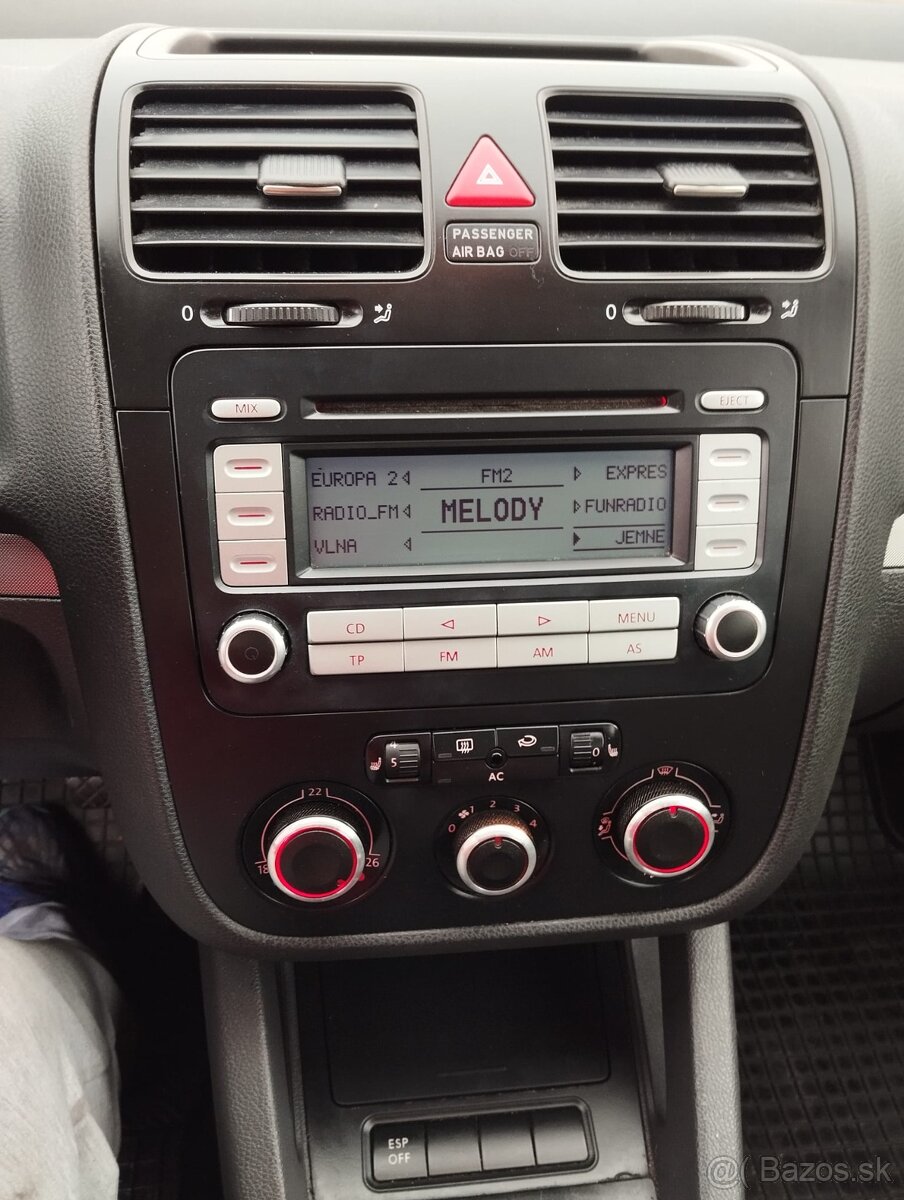 PASSENGER
AIR BAG OFF
0
0
MIX
EJECT
EUROPA 2 FM2 EXPRES
RADIO_FM MELODY FUNRADIO
VLNA JEMNE
CD MENU
TP FM AM AS
4
5
0
AC
22
18 26
0 1 2 3 4
ESP
OFF
@( Bazos.sk